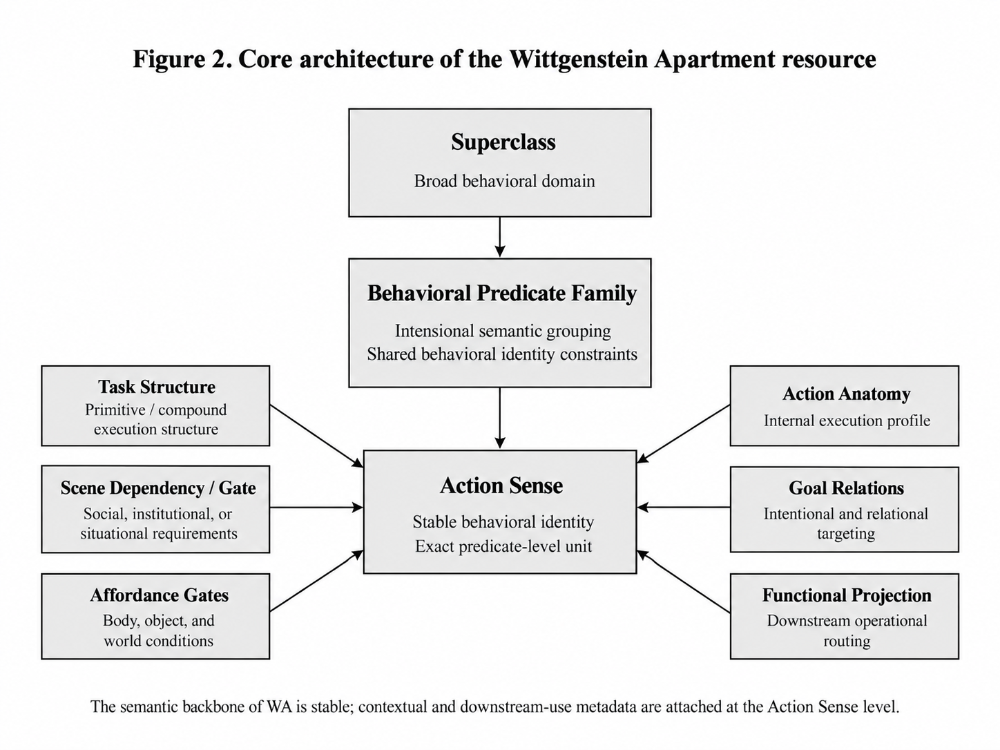 Figure 2. Core architecture of the Wittgenstein Apartment resource
Superclass
Broad behavioral domain
Behavioral Predicate Family
Intensional semantic grouping
Shared behavioral identity constraints
Task Structure
Primitive / compound
execution structure
Scene Dependency / Gate
Social, institutional, or
situational requirements
Affordance Gates
Body, object, and
world conditions
Action Sense
Stable behavioral identity
Exact predicate-level unit
Action Anatomy
Internal execution profile
Goal Relations
Intentional and relational
targeting
Functional Projection
Downstream operational
routing
The semantic backbone of WA is stable; contextual and downstream-use metadata are attached at the Action Sense level.